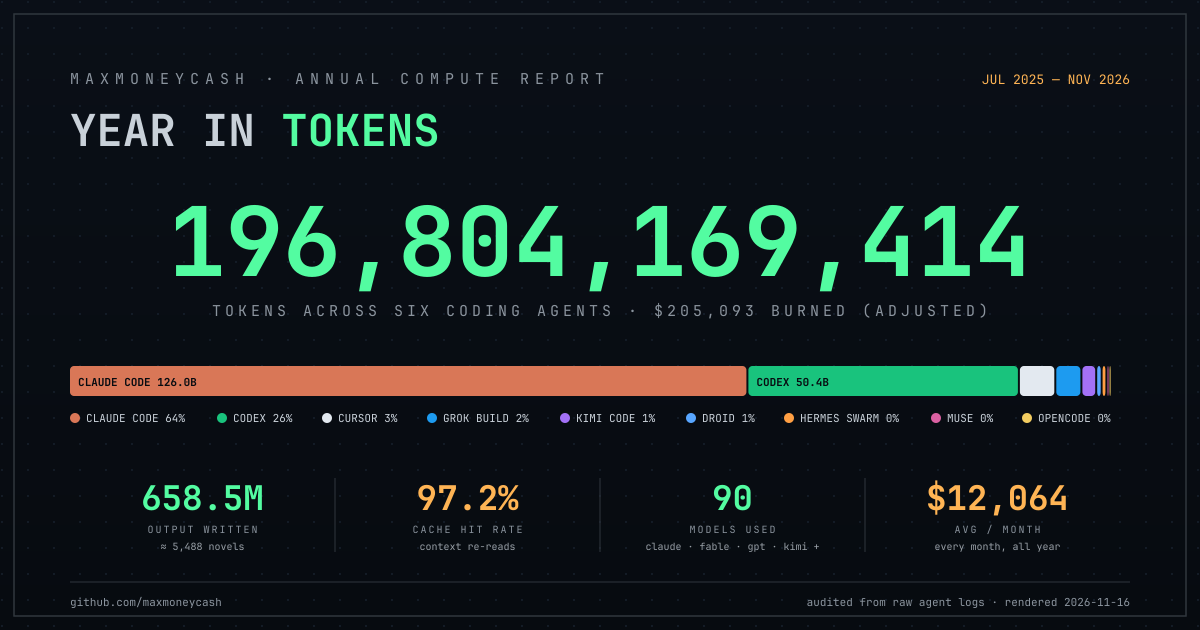 MAXMONEYCASH · ANNUAL COMPUTE REPORT
JUL 2025 — NOV 2026
YEAR IN TOKENS
196,804,169,414
TOKENS ACROSS SIX CODING AGENTS · $205,093 BURNED (ADJUSTED)
CLAUDE CODE 126.0B
CODEX 50.4B
CLAUDE CODE 64%
CODEX 26%
CURSOR 3%
GROK BUILD 2%
KIMI CODE 1%
DROID 1%
HERMES SWARM 0%
MUSE 0%
OPENCODE 0%
658.5M
OUTPUT WRITTEN
≈ 5,488 novels
97.2%
CACHE HIT RATE
context re-reads
90
MODELS USED
claude · fable · gpt · kimi +
$12,064
AVG / MONTH
every month, all year
github.com/maxmoneycash
audited from raw agent logs · rendered 2026-11-16